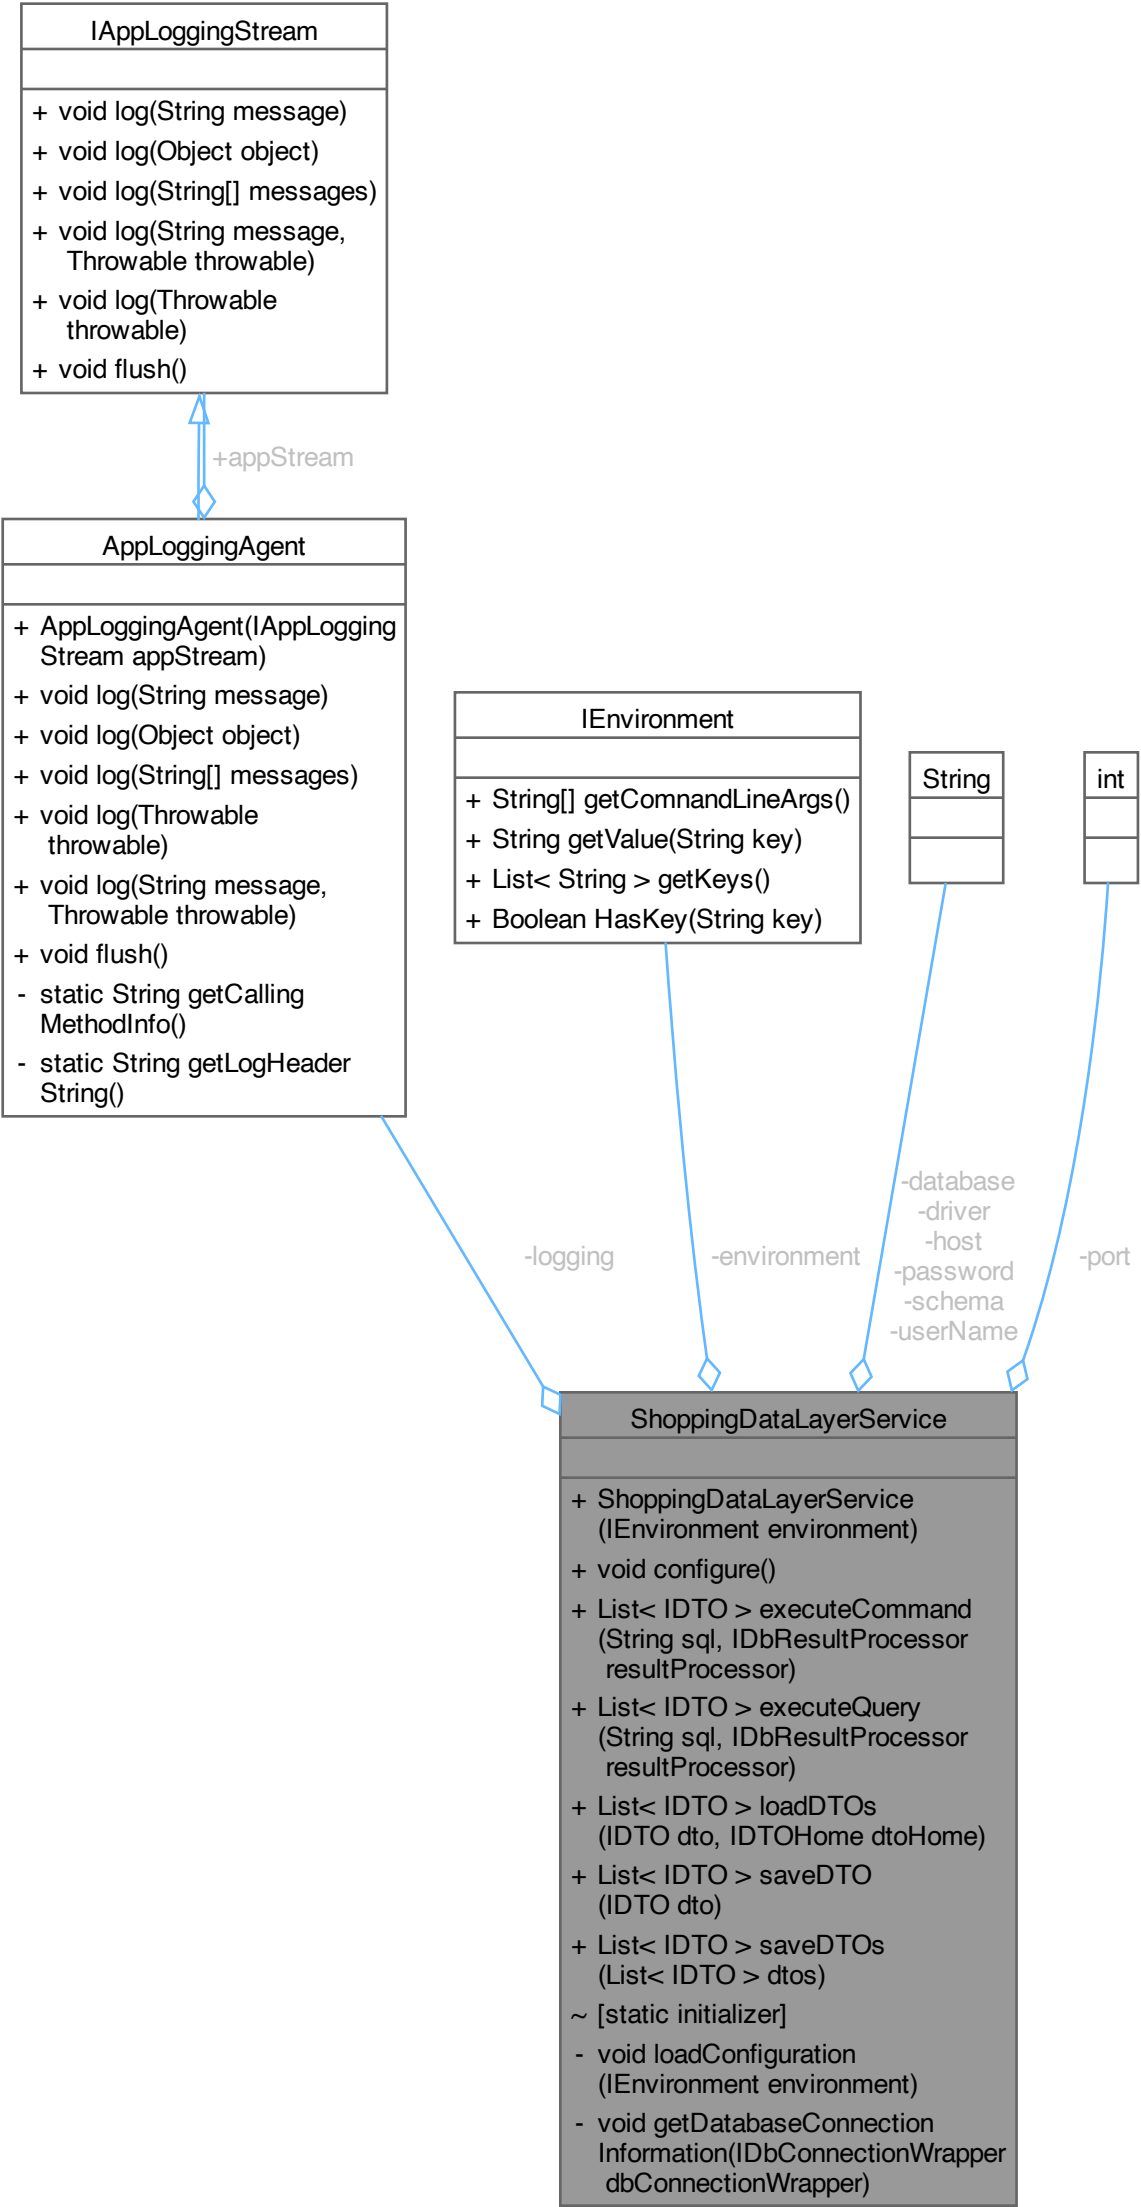 IAppLoggingStream
+ void log(String message)
+ void log(Object object)
+ void log(String[] messages)
+ void log(String message,
Throwable throwable)
+ void log(Throwable
throwable)
+ void flush()
+appStream
AppLoggingAgent
+ AppLoggingAgent(IAppLogging
Stream appStream)
+ void log(String message)
+ void log(Object object)
+ void log(String[] messages)
+ void log(Throwable
throwable)
+ void log(String message,
Throwable throwable)
+ void flush()
- static String getCalling
MethodInfo()
- static String getLogHeader
String()
IEnvironment
+ String[] getComnandLineArgs()
+ String getValue(String key)
+ List< String > getKeys()
+ Boolean HasKey(String key)
String
int
-logging
-environment
-database
-driver
-host
-password
-schema
-userName
-port
ShoppingDataLayerService
+ ShoppingDataLayerService
(IEnvironment environment)
+ void configure()
+ List< IDTO > executeCommand
(String sql, IDbResultProcessor
resultProcessor)
+ List< IDTO > executeQuery
(String sql, IDbResultProcessor
resultProcessor)
+ List< IDTO > loadDTOs
(IDTO dto, IDTOHome dtoHome)
+ List< IDTO > saveDTO
(IDTO dto)
+ List< IDTO > saveDTOs
(List< IDTO > dtos)
~ [static initializer]
- void loadConfiguration
(IEnvironment environment)
- void getDatabaseConnection
Information(IDbConnectionWrapper
dbConnectionWrapper)